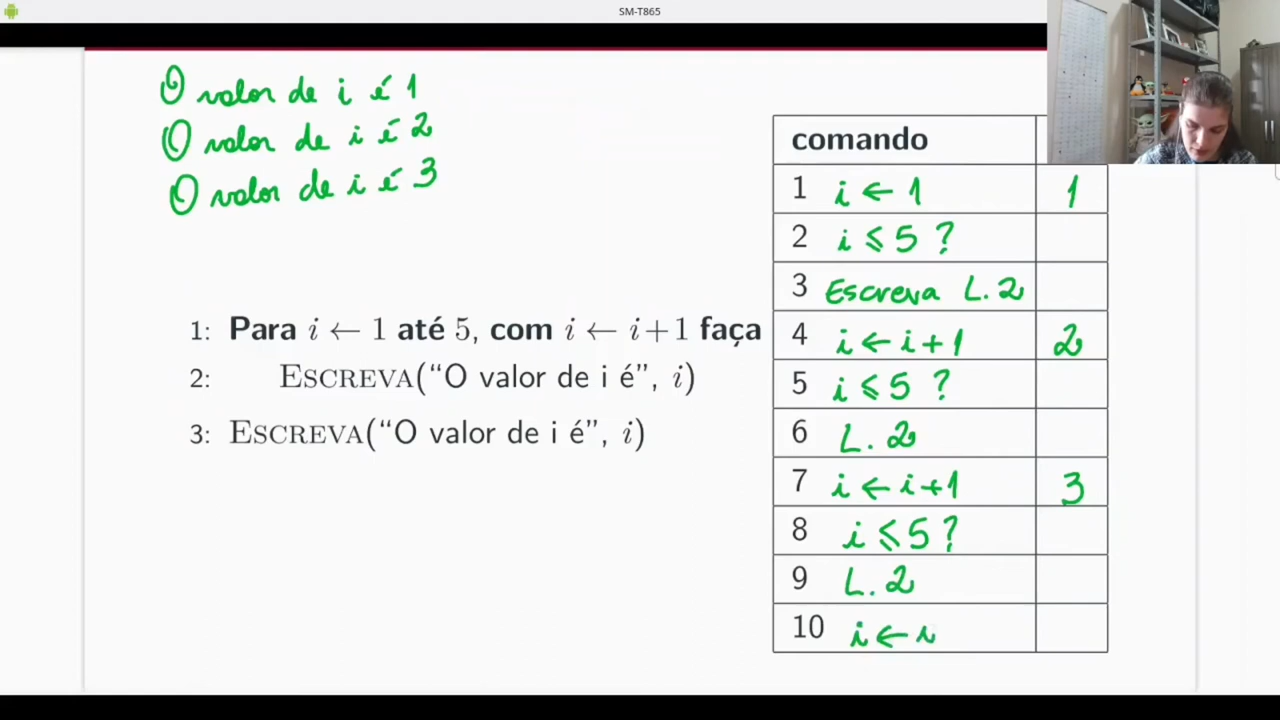 SM-T865
O valor de i é 1
O valor de i é 2
O valor de i é 3
1: Para i ← 1 até 5, com i ← i + 1 faça
2: ESCREVA(“O valor de i é”, i)
3: ESCREVA(“O valor de i é”, i)
comando
1 i ← 1 1
2 i ⩽ 5 ?
3 Escreva L. 2
4 i ← i + 1 2
5 i ⩽ 5 ?
6 L. 2
7 i ← i + 1 3
8 i ⩽ 5 ?
9 L. 2
10 i ← i